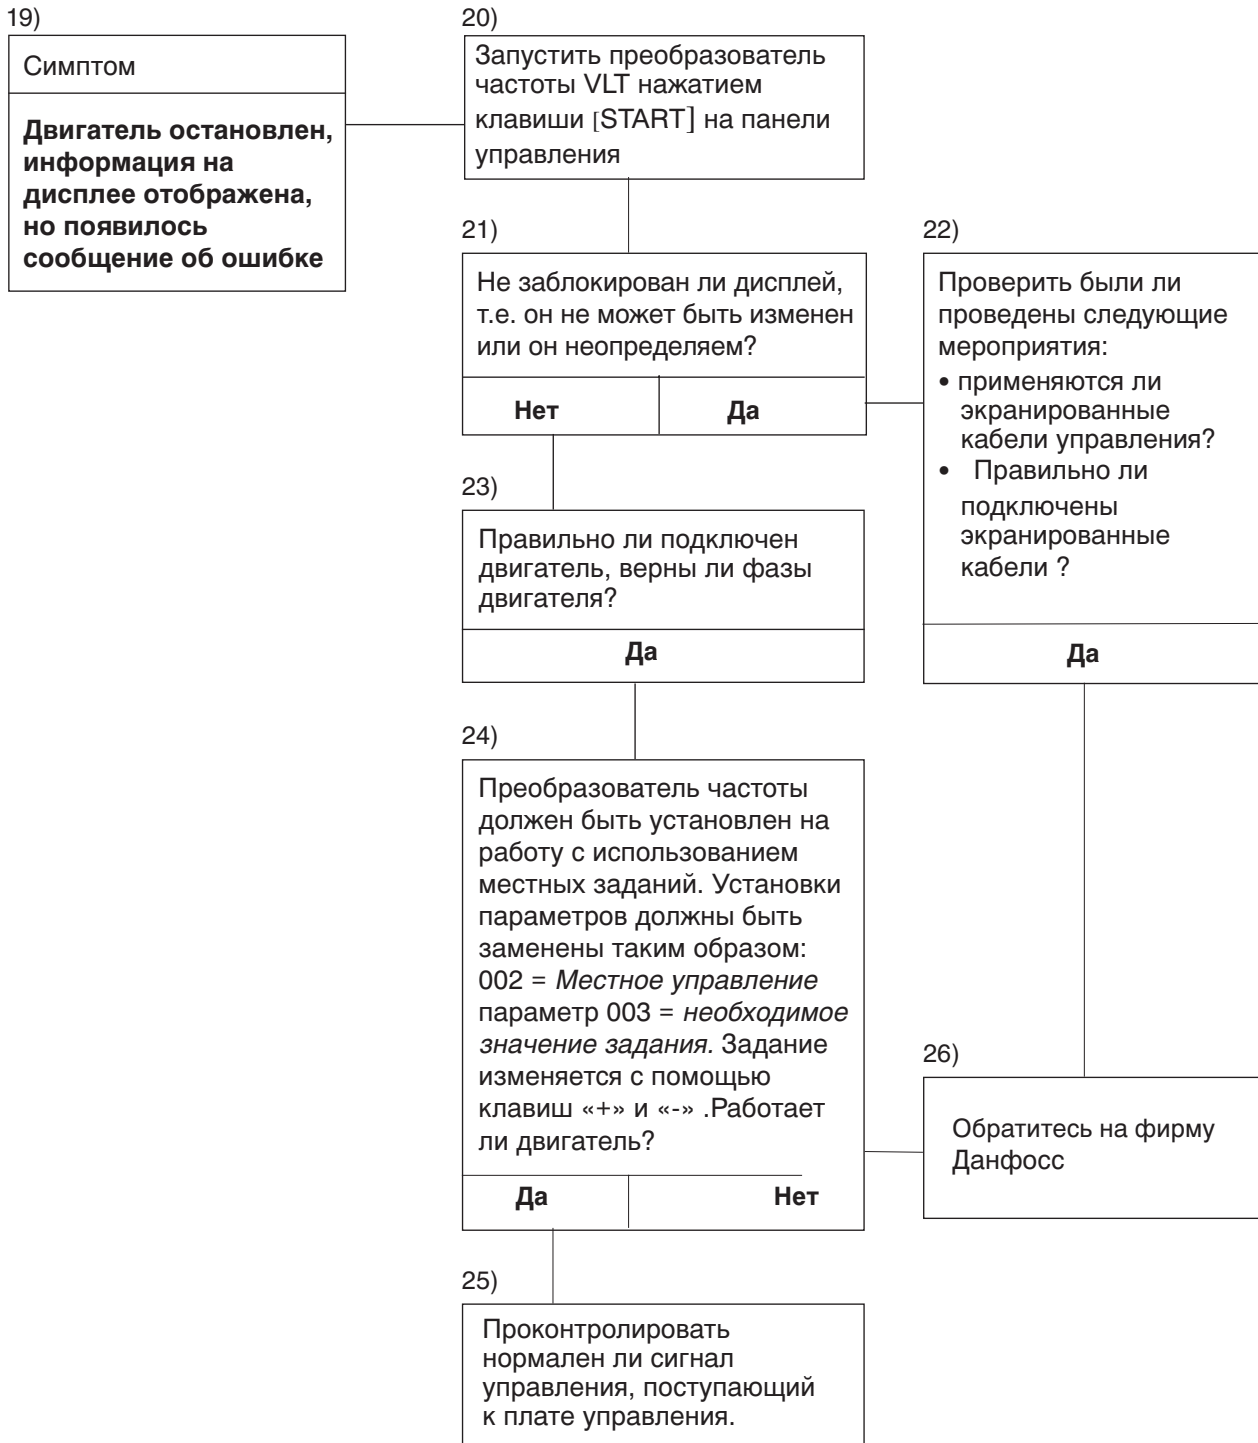 19)
Симптом
Двигатель остановлен,
информация на
дисплее отображена,
но появилось
сообщение об ошибке
20)
Запустить преобразователь
частоты VLT нажатием
клавиши [START] на панели
управления
21)
Не заблокирован ли дисплей,
т.е. он не может быть изменен
или он неопределяем?
Нет
Да
22)
Проверить были ли
проведены следующие
мероприятия:
• применяются ли
экранированные
кабели управления?
• Правильно ли
подключены
экранированные
кабели ?
Да
23)
Правильно ли подключен
двигатель, верны ли фазы
двигателя?
Да
24)
Преобразователь частоты
должен быть установлен на
работу с использованием
местных заданий. Установки
параметров должны быть
заменены таким образом:
002 = Местное управление
параметр 003 = необходимое
значение задания. Задание
изменяется с помощью
клавиш «+» и «-» .Работает
ли двигатель?
Да
Нет
25)
Проконтролировать
нормален ли сигнал
управления, поступающий
к плате управления.
26)
Обратитесь на фирму
Данфосс